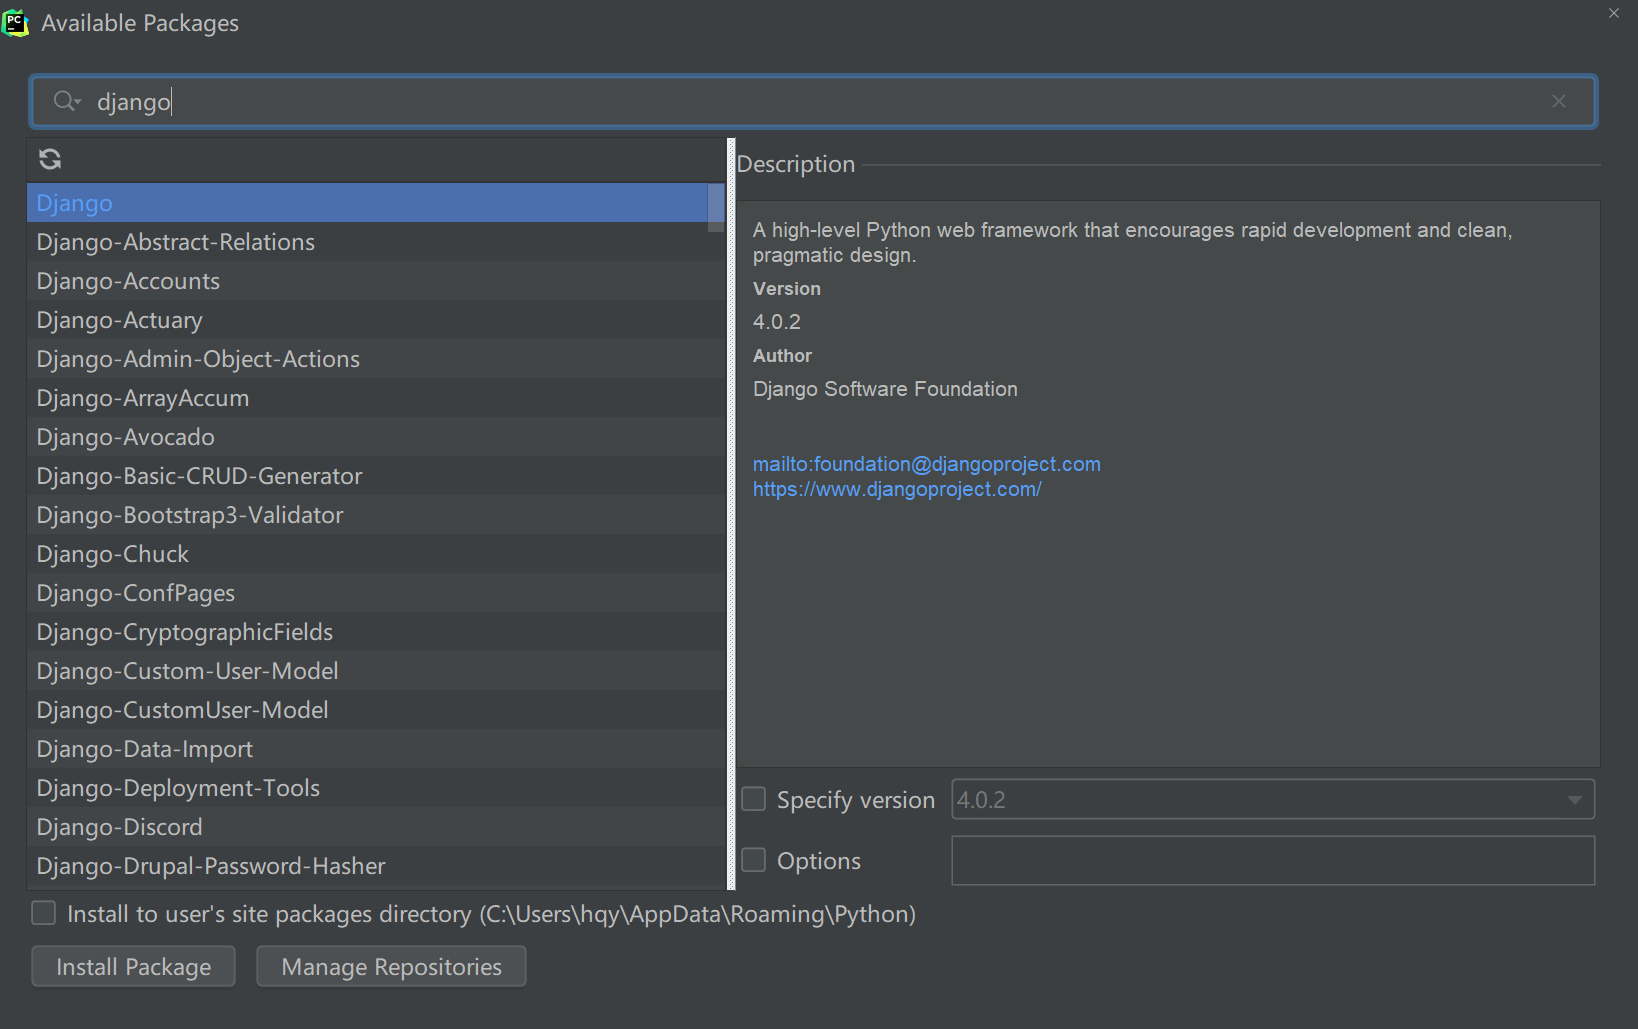 PC
Available Packages
django
Django
Django-Abstract-Relations
Django-Accounts
Django-Actuary
Django-Admin-Object-Actions
Django-ArrayAccum
Django-Avocado
Django-Basic-CRUD-Generator
Django-Bootstrap3-Validator
Django-Chuck
Django-ConfPages
Django-CryptographicFields
Django-Custom-User-Model
Django-CustomUser-Model
Django-Data-Import
Django-Deployment-Tools
Django-Discord
Django-Drupal-Password-Hasher
Description
A high-level Python web framework that encourages rapid development and clean,
pragmatic design.
Version
4.0.2
Author
Django Software Foundation
mailto:foundation@djangoproject.com
https://www.djangoproject.com/
Specify version 4.0.2
Options
Install to user's site packages directory (C:\Users\hqy\AppData\Roaming\Python)
Install Package Manage Repositories